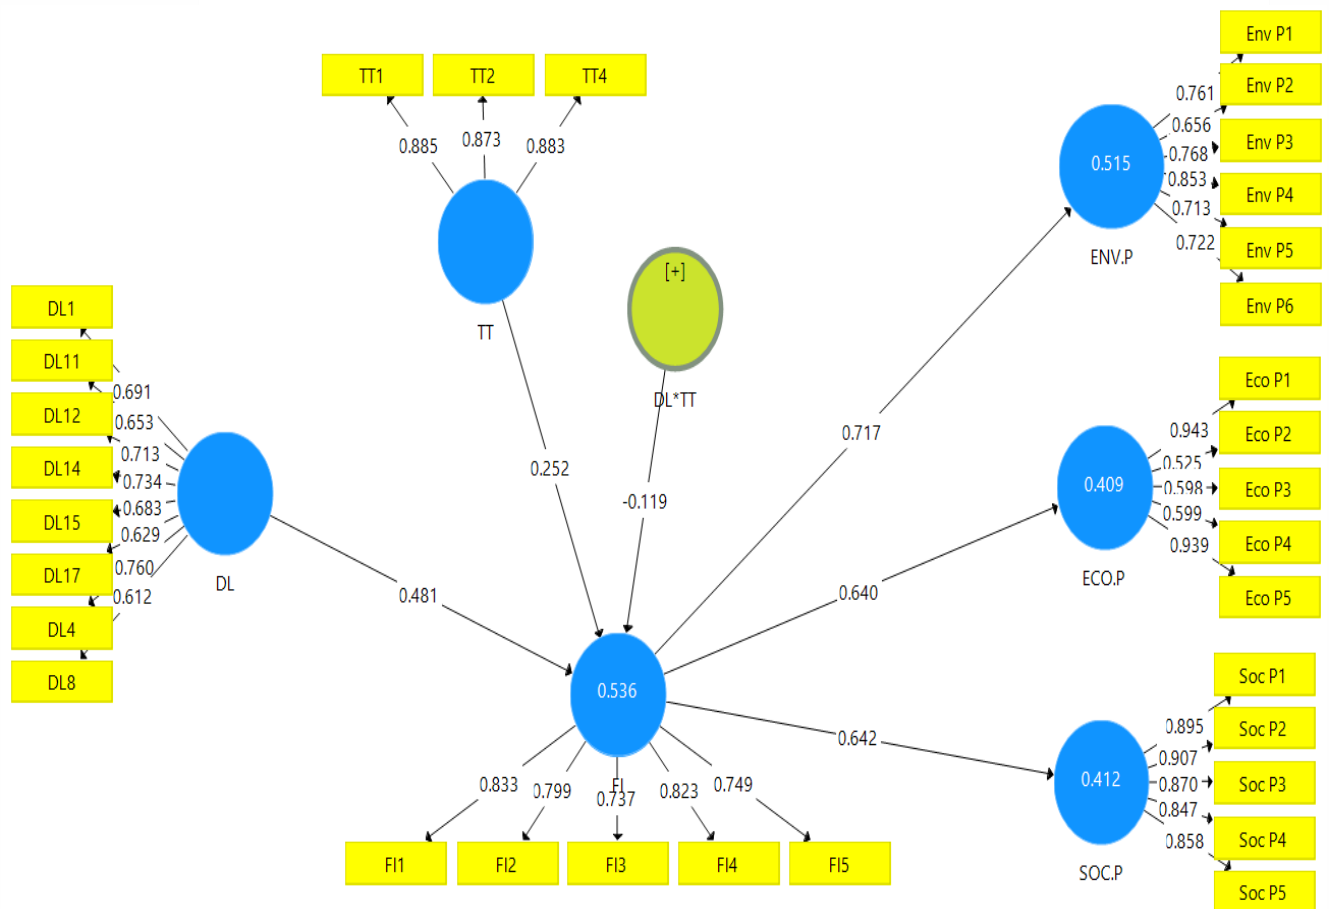 TT1
TT2
TT4
0.885
0.873
0.883
TT
[+]
DL*TT
0.252
-0.119
DL1
DL11
DL12
DL14
DL15
DL17
DL4
DL8
0.691
0.653
0.713
0.734
0.683
0.629
0.760
0.612
DL
0.481
0.536
FI
0.833
0.799
0.737
0.823
0.749
FI1
FI2
FI3
FI4
FI5
0.717
0.640
0.642
0.515
ENV.P
0.761
0.656
0.768
0.853
0.713
0.722
Env P1
Env P2
Env P3
Env P4
Env P5
Env P6
0.409
ECO.P
0.943
0.525
0.598
0.599
0.939
Eco P1
Eco P2
Eco P3
Eco P4
Eco P5
0.412
SOC.P
0.895
0.907
0.870
0.847
0.858
Soc P1
Soc P2
Soc P3
Soc P4
Soc P5